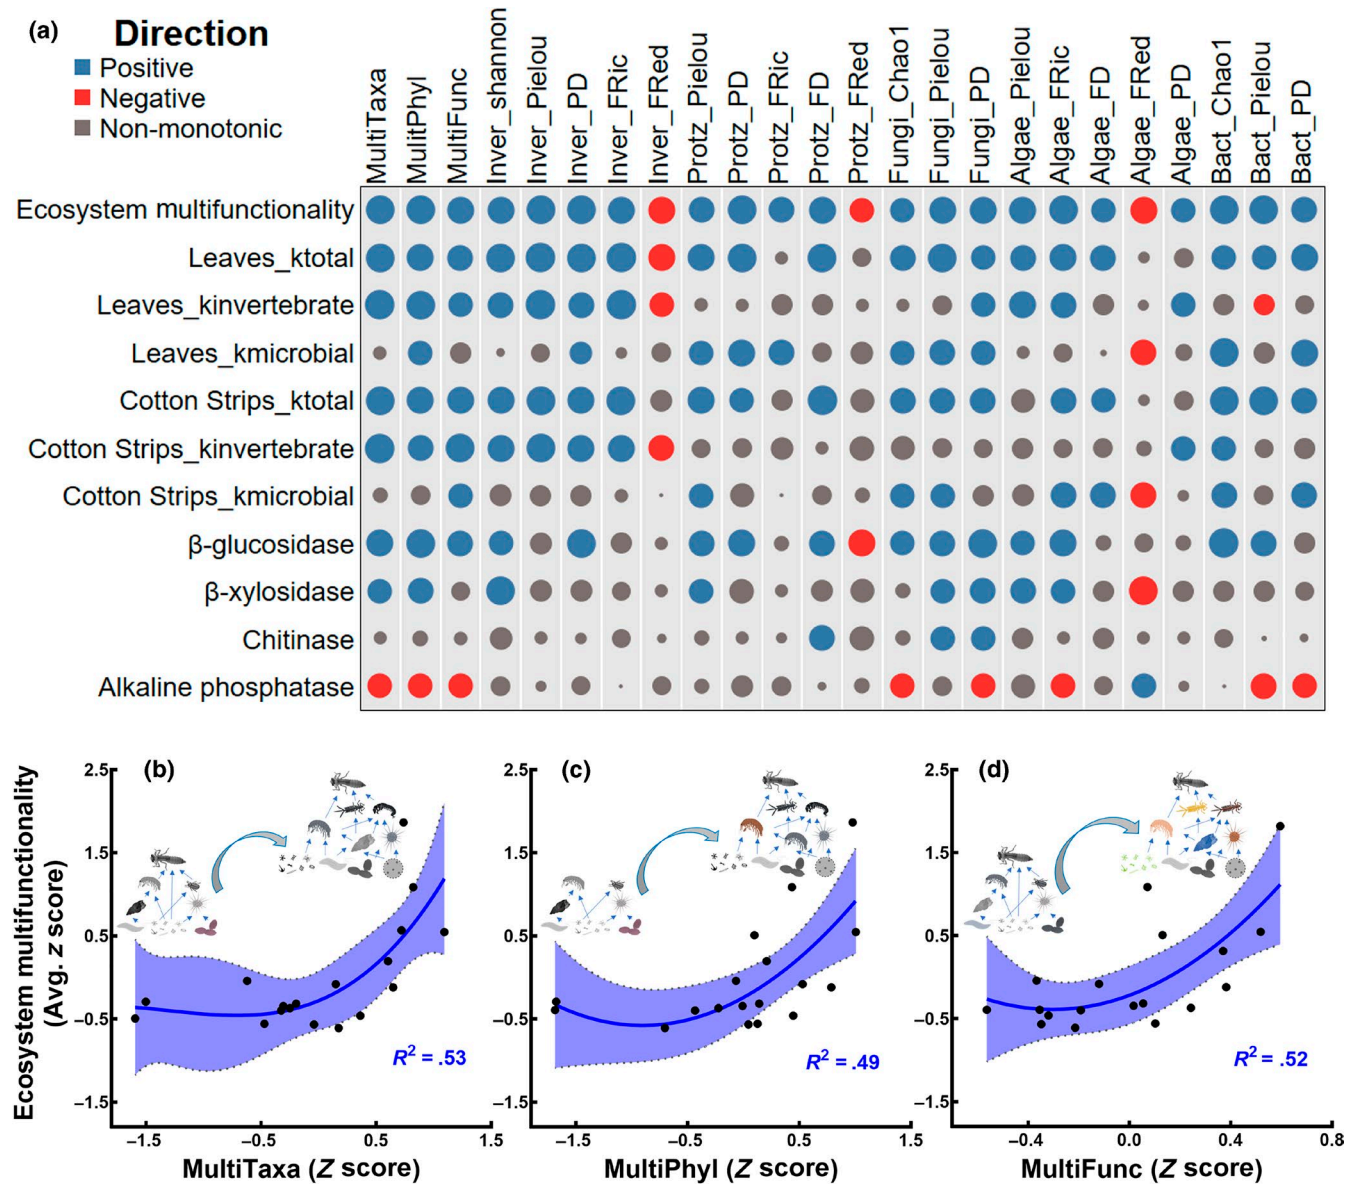 (a)
Direction
Positive
Negative
Non-monotonic
MultiTaxa
MulitPhyl
MultiFunc
Inver_shannon
Inver_Pielou
Inver_PD
Inver_FRic
Inver_FRed
Protz_Pielou
Protz_PD
Protz_FRic
Protz_FD
Protz_FRed
Fungi_Chao1
Fungi_Pielou
Fungi_PD
Algae_Pielou
Algae_FRic
Algae_FD
Algae_FRed
Algae_PD
Bact_Chao1
Bact_Pielou
Bact_PD
Ecosystem multifunctionality
Leaves_ktotal
Leaves_kinvertebrate
Leaves_kmicrobial
Cotton Strips_ktotal
Cotton Strips_kinvertebrate
Cotton Strips_kmicrobial
β-glucosidase
β-xylosidase
Chitinase
Alkaline phosphatase
Ecosystem multifunctionality
(Avg. z score)
(b)
2.5
1.5
0.5
–0.5
–1.5
R² = .53
–1.5 –0.5 0.5 1.5
MultiTaxa (Z score)
(c)
2.5
1.5
0.5
–0.5
–1.5
R² = .49
–1.5 –0.5 0.5 1.5
MultiPhyl (Z score)
(d)
2.5
1.5
0.5
–0.5
–1.5
R² = .52
–0.4 0.0 0.4 0.8
MultiFunc (Z score)